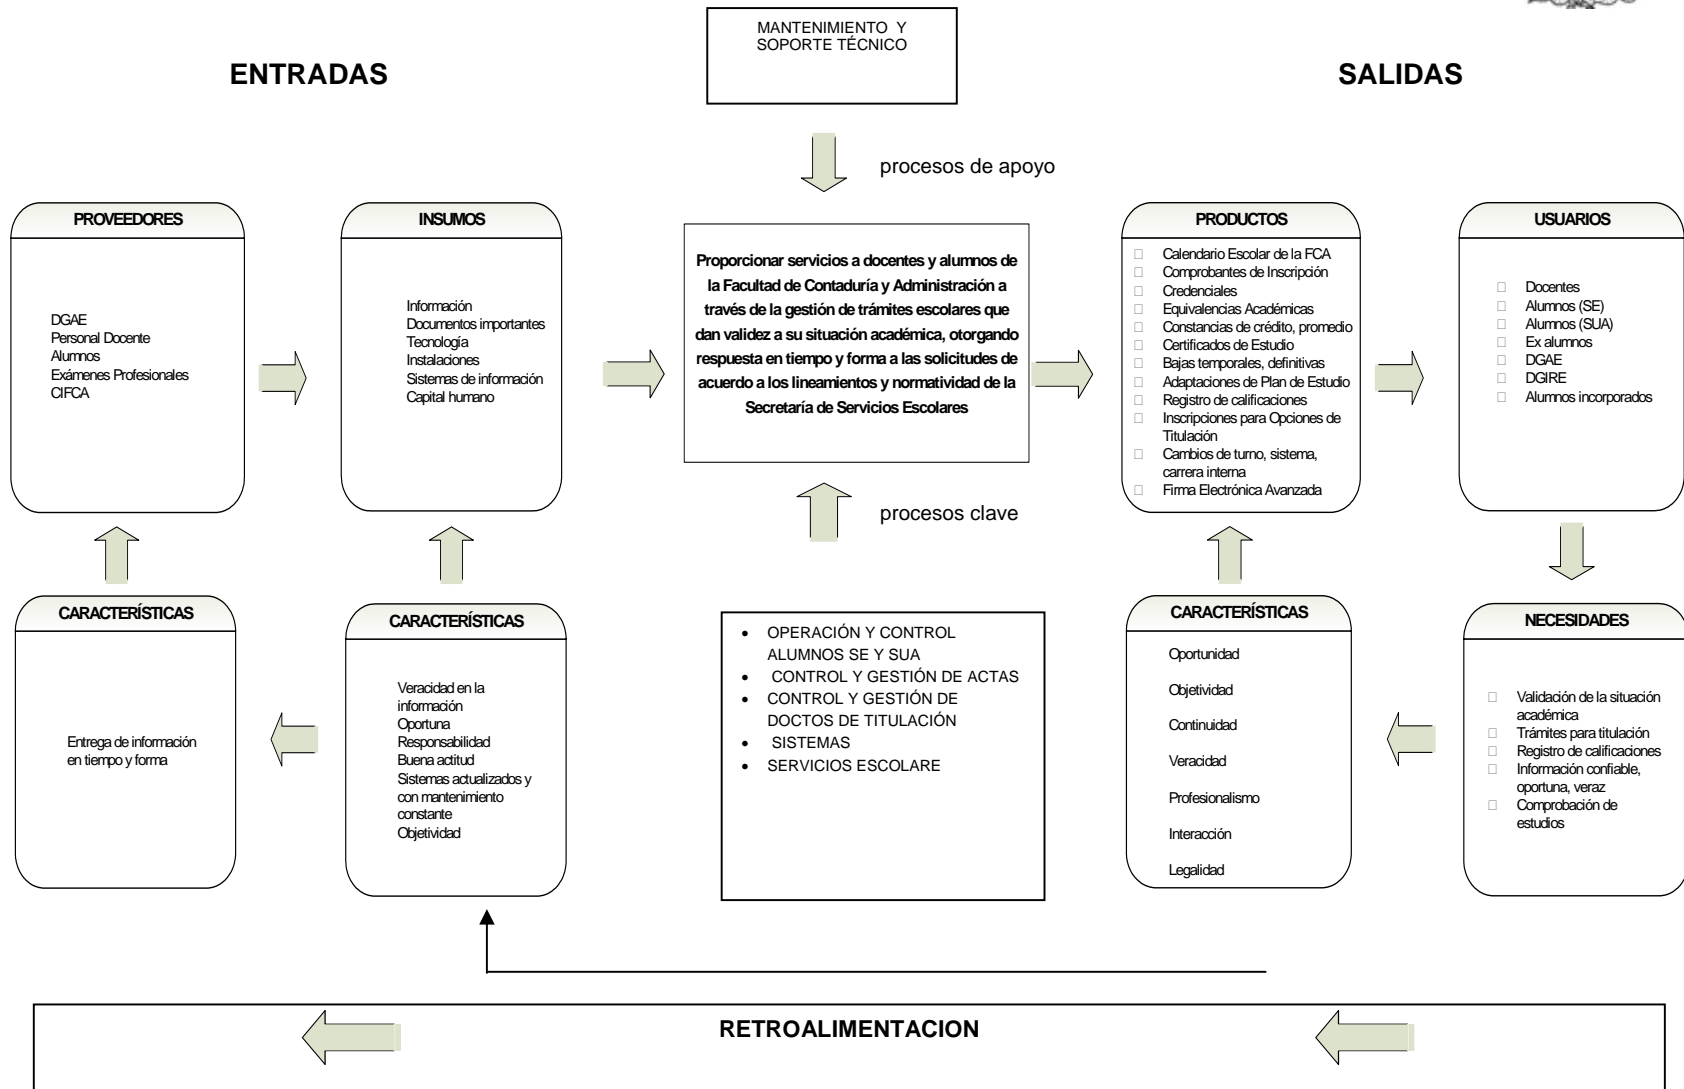 MANTENIMIENTO Y
SOPORTE TÉCNICO
ENTRADAS
SALIDAS
procesos de apoyo
PROVEEDORES
DGAE
Personal Docente
Alumnos
Exámenes Profesionales
CIFCA
INSUMOS
Información
Documentos importantes
Tecnología
Instalaciones
Sistemas de información
Capital humano
Proporcionar servicios a docentes y alumnos de
la Facultad de Contaduría y Administración a
través de la gestión de trámites escolares que
dan validez a su situación académica, otorgando
respuesta en tiempo y forma a las solicitudes de
acuerdo a los lineamientos y normatividad de la
Secretaría de Servicios Escolares
PRODUCTOS
Calendario Escolar de la FCA
Comprobantes de Inscripción
Credenciales
Equivalencias Académicas
Constancias de crédito, promedio
Certificados de Estudio
Bajas temporales, definitivas
Adaptaciones de Plan de Estudio
Registro de calificaciones
Inscripciones para Opciones de
Titulación
Cambios de turno, sistema,
carrera interna
Firma Electrónica Avanzada
USUARIOS
Docentes
Alumnos (SE)
Alumnos (SUA)
Ex alumnos
DGAE
DGIRE
Alumnos incorporados
procesos clave
CARACTERÍSTICAS
Entrega de información
en tiempo y forma
CARACTERÍSTICAS
Veracidad en la
información
Oportuna
Responsabilidad
Buena actitud
Sistemas actualizados y
con mantenimiento
constante
Objetividad
• OPERACIÓN Y CONTROL
ALUMNOS SE Y SUA
• CONTROL Y GESTIÓN DE ACTAS
• CONTROL Y GESTIÓN DE
DOCTOS DE TITULACIÓN
• SISTEMAS
• SERVICIOS ESCOLARE
CARACTERÍSTICAS
Oportunidad
Objetividad
Continuidad
Veracidad
Profesionalismo
Interacción
Legalidad
NECESIDADES
Validación de la situación
académica
Trámites para titulación
Registro de calificaciones
Información confiable,
oportuna, veraz
Comprobación de
estudios
RETROALIMENTACION